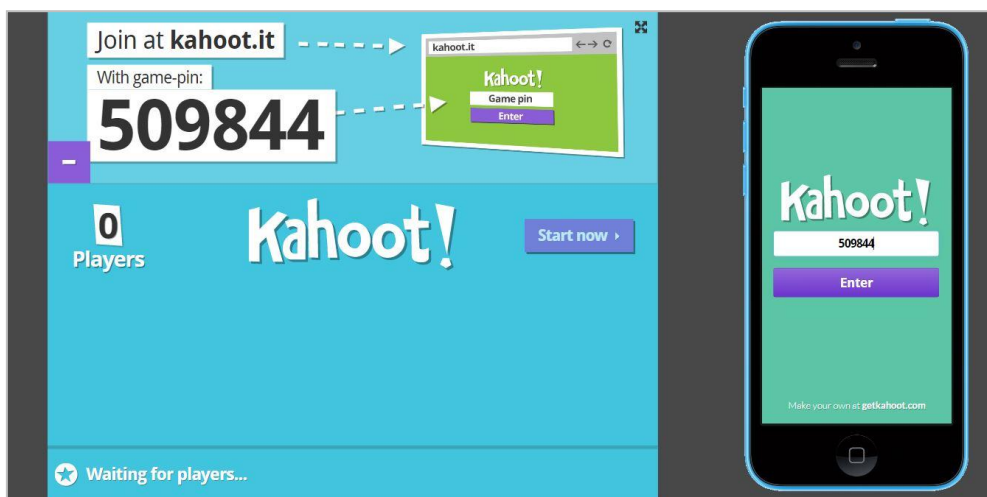 Join at kahoot.it
With game-pin:
509844
kahoot.it
Kahoot!
Game pin
Enter
-
0
Players
Kahoot!
Start now ›
Waiting for players...
Kahoot!
509844
Enter
Make your own at getkahoot.com